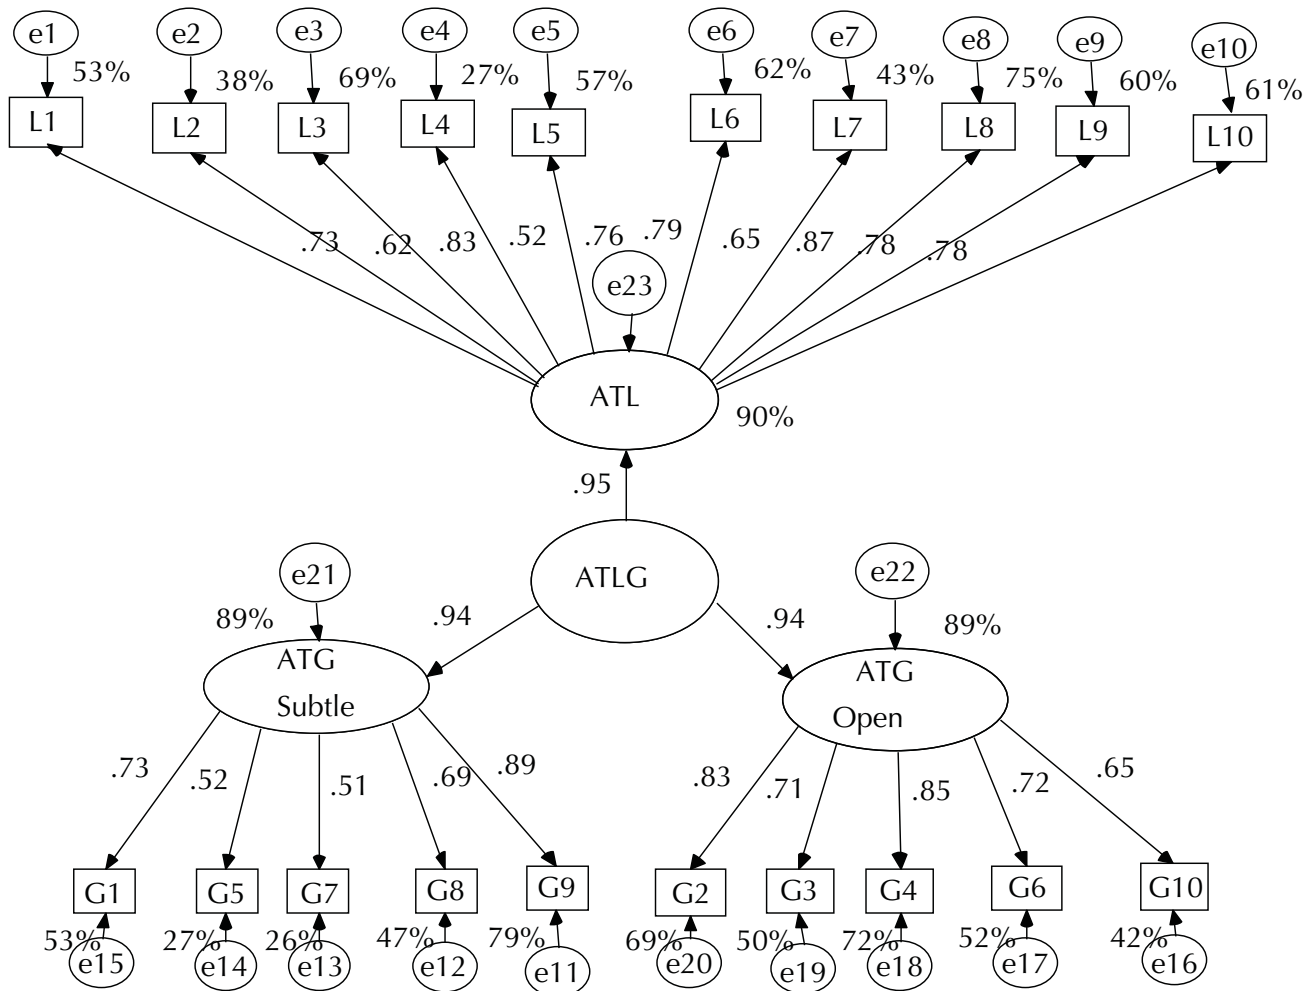 e1 e2 e3 e4 e5 e6 e7 e8 e9 e10
53% 38% 69% 27% 57% 62% 43% 75% 60% 61%
L1 L2 L3 L4 L5 L6 L7 L8 L9 L10
.73 .62 .83 .52 .76 .79 .65 .87 .78 .78
e23
ATL
90%
.95
ATLG
e21
e22
89%
.94
.94
89%
ATG
Subtle
ATG
Open
.73 .52 .51 .69 .89
.83 .71 .85 .72 .65
G1 G5 G7 G8 G9
G2 G3 G4 G6 G10
53% 27% 26% 47% 79%
69% 50% 72% 52% 42%
e15 e14 e13 e12 e11
e20 e19 e18 e17 e16